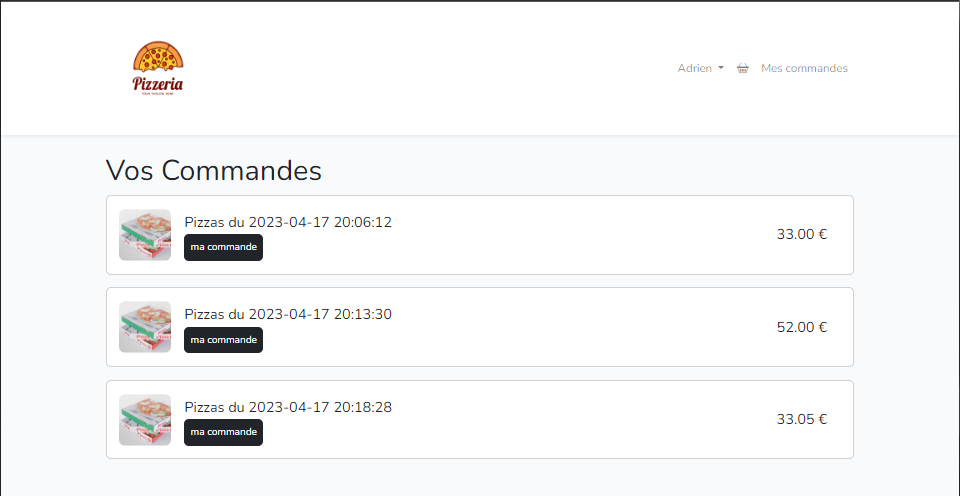 Pizzeria
Adrien
Mes commandes
Vos Commandes
Pizzas du 2023-04-17 20:06:12
ma commande
33.00 €
Pizzas du 2023-04-17 20:13:30
ma commande
52.00 €
Pizzas du 2023-04-17 20:18:28
ma commande
33.05 €